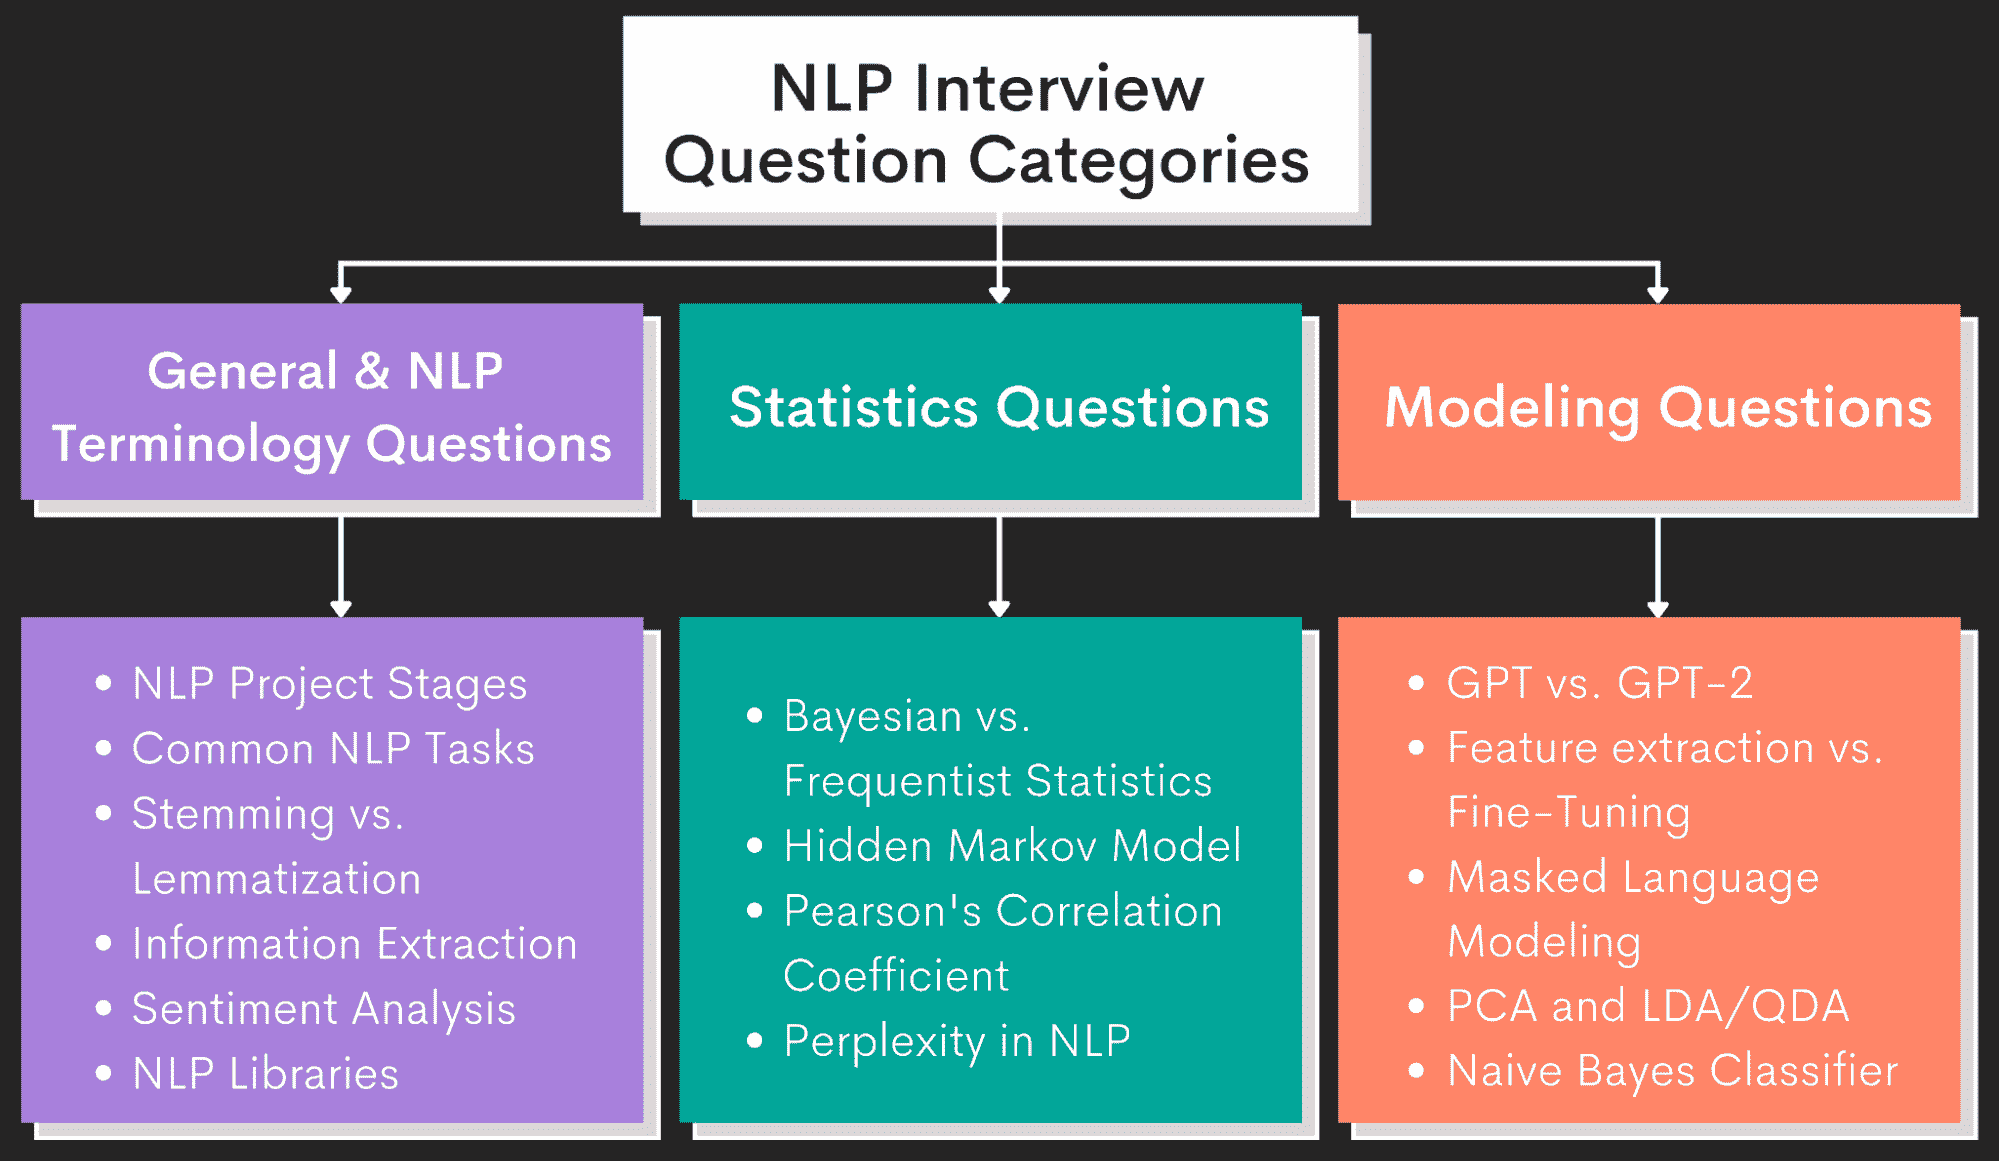 NLP Interview
Question Categories
General & NLP
Terminology Questions
Statistics Questions
Modeling Questions
• NLP Project Stages
• Common NLP Tasks
• Stemming vs.
Lemmatization
• Information Extraction
• Sentiment Analysis
• NLP Libraries
• Bayesian vs.
Frequentist Statistics
• Hidden Markov Model
• Pearson's Correlation
Coefficient
• Perplexity in NLP
• GPT vs. GPT-2
• Feature extraction vs.
Fine-Tuning
• Masked Language
Modeling
• PCA and LDA/QDA
• Naive Bayes Classifier